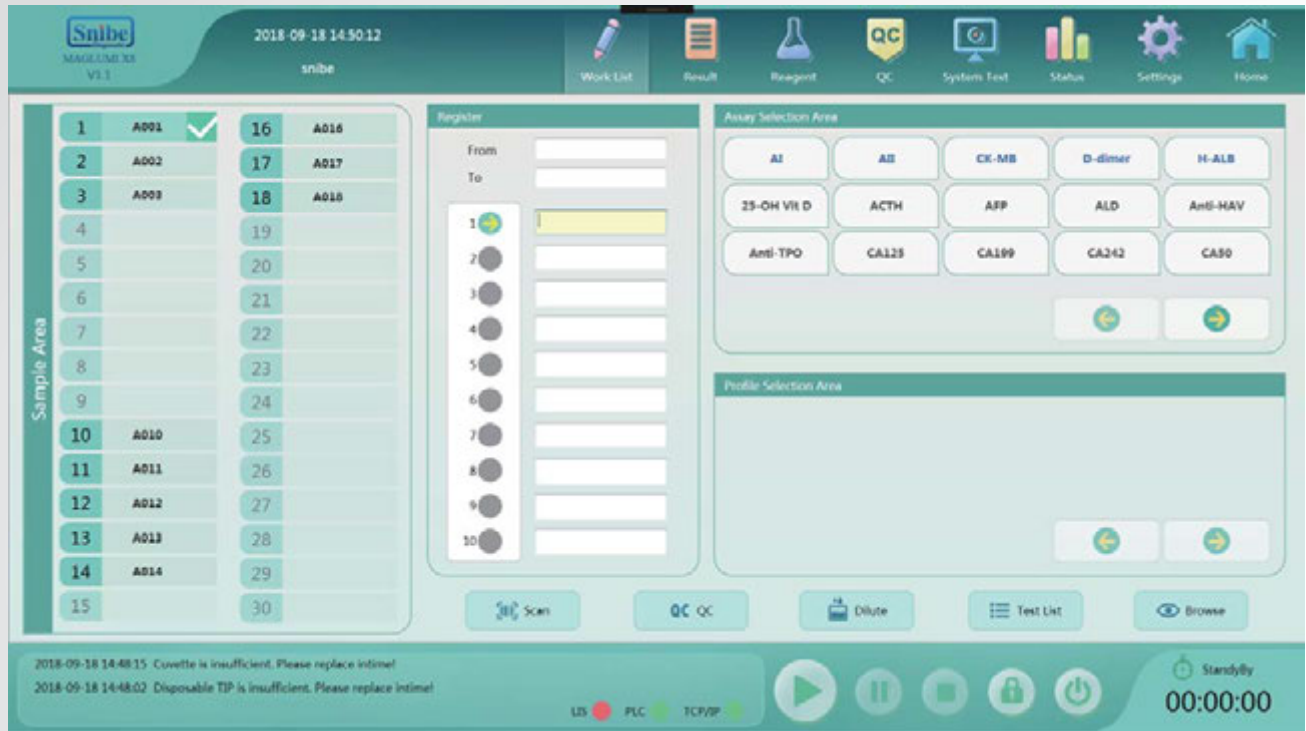 Snibe
MAGLUMI X8
V1.1
2018-09-18 14:50:12
snibe
Work List
Result
Reagent
QC
QC
System Test
Status
Settings
Home
Sample Area
1 A001
2 A002
3 A003
4
5
6
7
8
9
10 A010
11 A011
12 A012
13 A013
14 A014
15
16 A016
17 A017
18 A018
19
20
21
22
23
24
25
26
27
28
29
30
Register
From
To
1
2
3
4
5
6
7
8
9
10
Assay Selection Area
AI AII CK-MB D-dimer H-ALB
25-OH Vit D ACTH AFP ALD Anti-HAV
Anti-TPO CA125 CA199 CA242 CA50
Profile Selection Area
Scan
QC QC
Dilute
Test List
Browse
2018-09-18 14:48:15 Cuvette is insufficient. Please replace intime!
2018-09-18 14:48:02 Disposable TIP is insufficient. Please replace intime!
LIS PLC TCP/IP
StandyBy
00:00:00